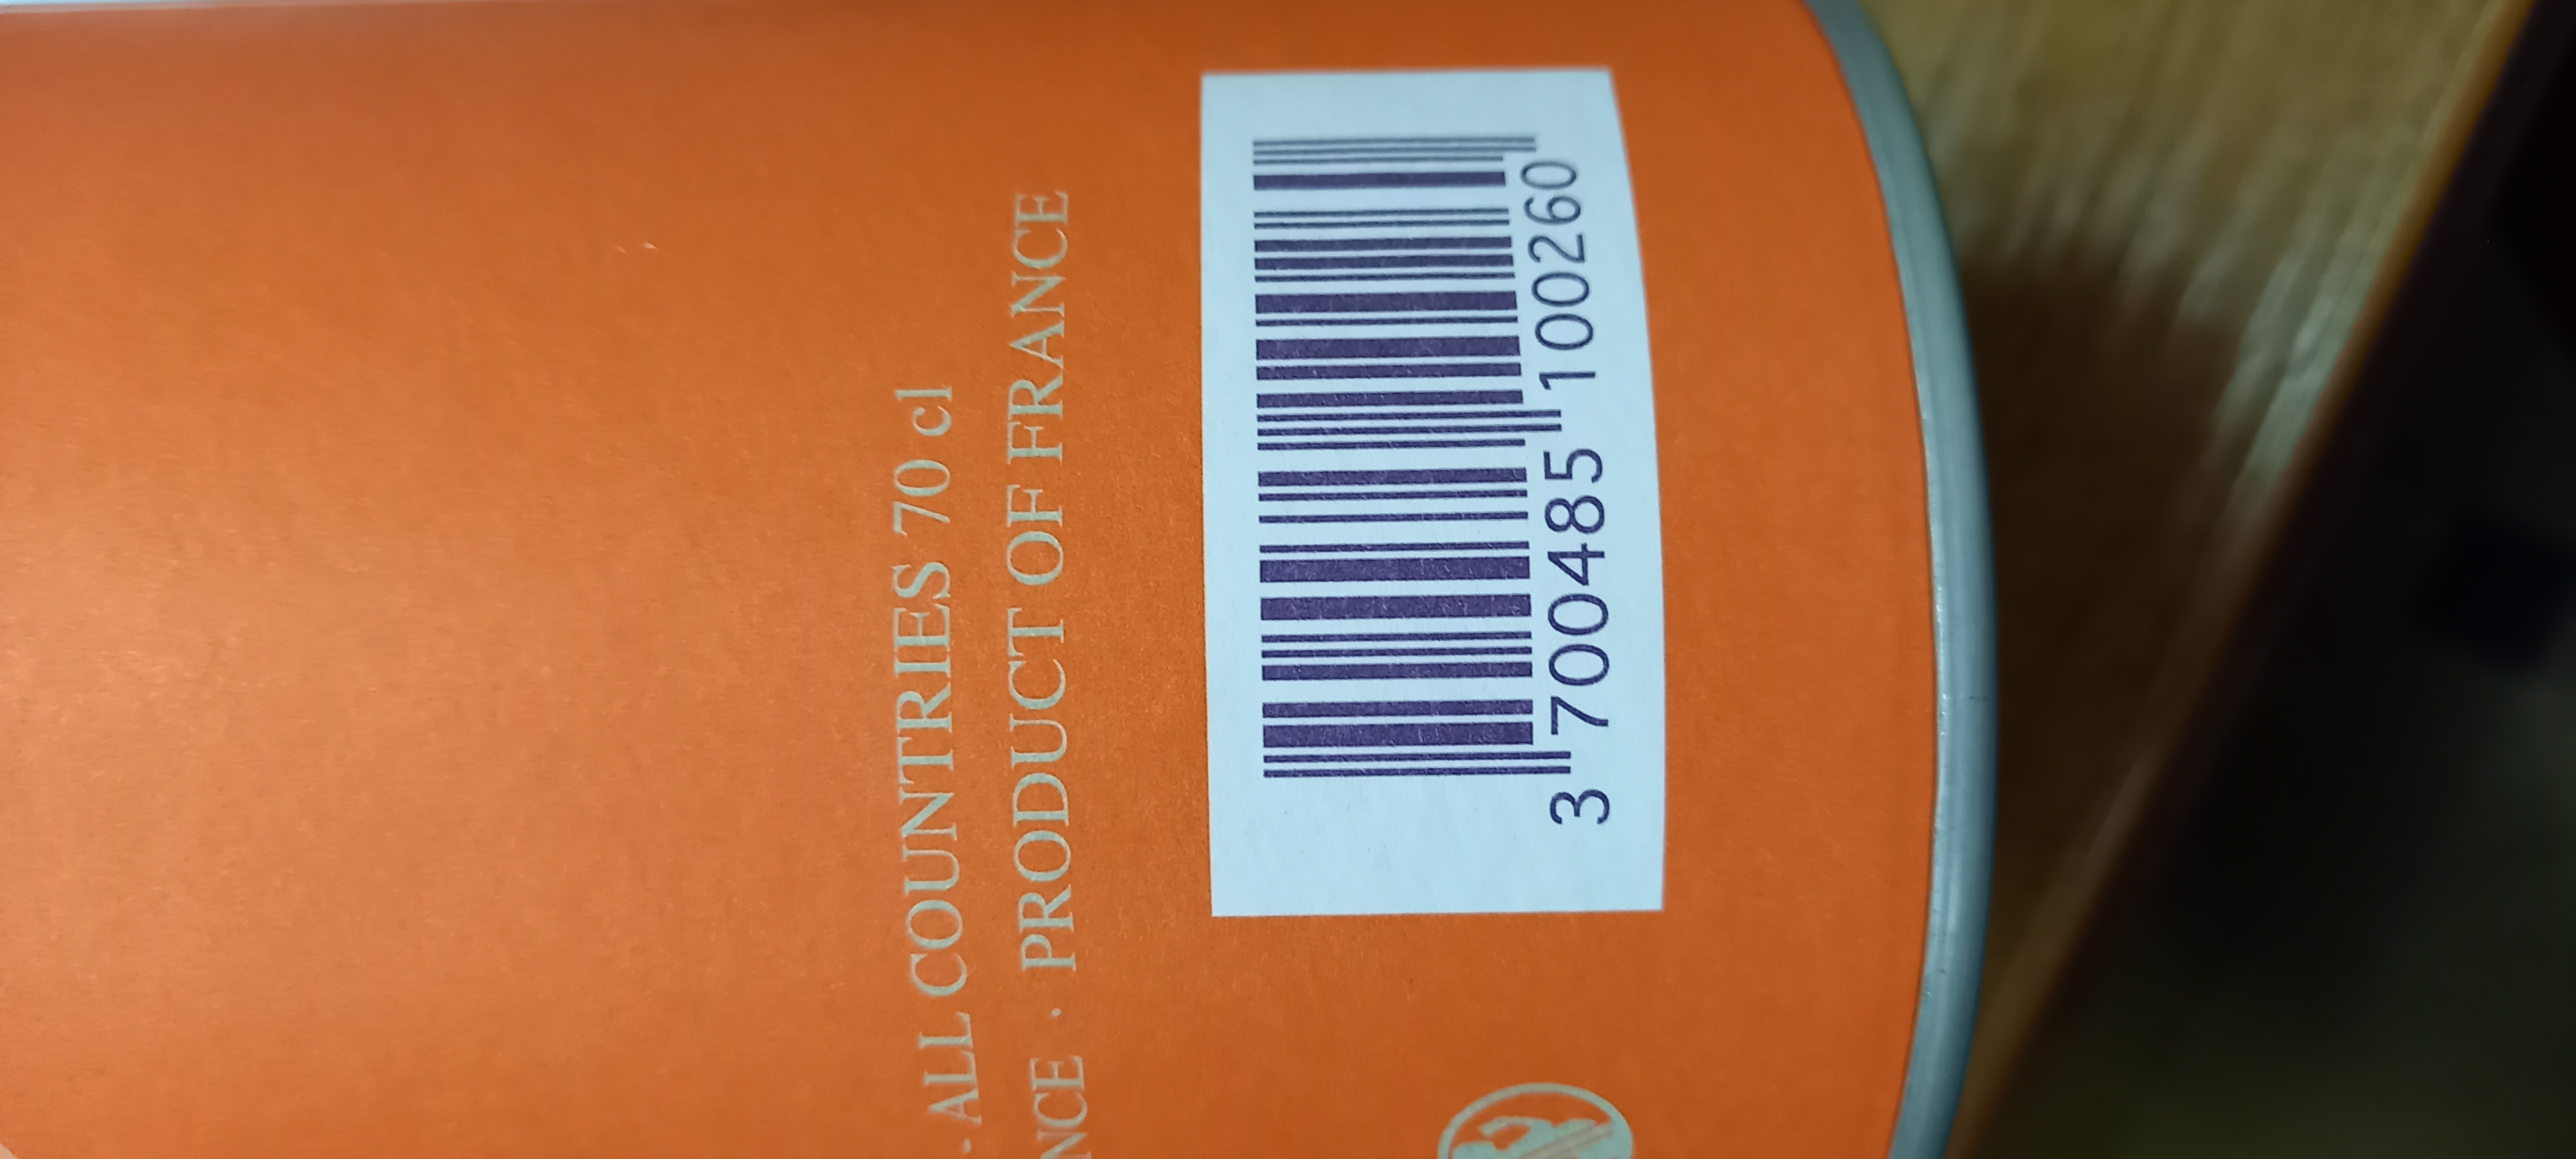 - ALL COUNTRIES 70 cl
NCE · PRODUCT OF FRANCE
3 700485 100260